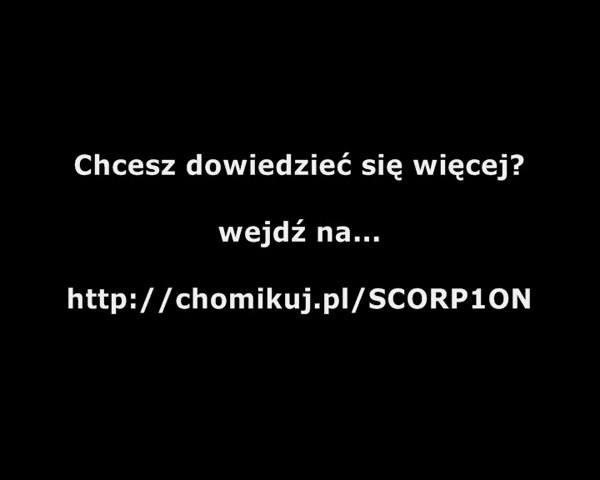 Chcesz dowiedzieć się więcej?
wejdź na...
http://chomikuj.pl/SCORP1ON